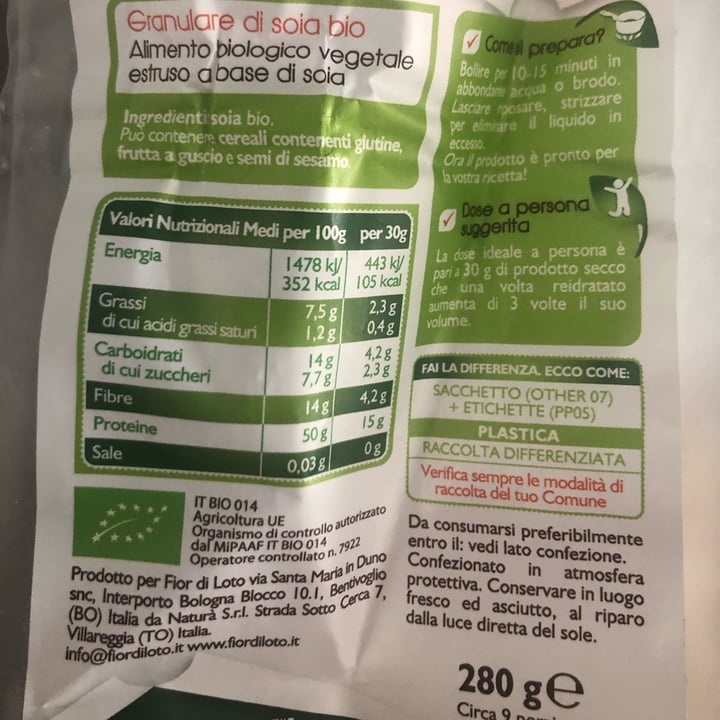 Granulare di soia bio
Alimento biologico vegetale
estruso a base di soia
Ingredienti: soia bio.
Può contenere cereali contenenti glutine,
frutta a guscio e semi di sesamo.
Valori Nutrizionali Medi per 100g per 30g
Energia 1478 kJ/ 443 kJ/
352 kcal 105 kcal
Grassi 7,5 g 2,3 g
di cui acidi grassi saturi 1,2 g 0,4 g
Carboidrati 14 g 4,2 g
di cui zuccheri 7,7 g 2,3 g
Fibre 14 g 4,2 g
Proteine 50 g 15 g
Sale 0,03 g 0 g
IT BIO 014
Agricoltura UE
Organismo di controllo autorizzato
dal MiPAAF IT BIO 014
Operatore controllato n. 7922
Prodotto per Fior di Loto via Santa Maria in Duno
snc, Interporto Bologna Blocco 10.1, Bentivoglio
(BO) Italia da Naturà S.r.l. Strada Sotto Cerca 7,
Villareggia (TO) Italia.
info@fiordiloto.it www.fiordiloto.it
Come si prepara?
Bollire per 10-15 minuti in
abbondante acqua o brodo.
Lasciare riposare, strizzare
per eliminare il liquido in
eccesso.
Ora il prodotto è pronto per
la vostra ricetta!
Dose a persona
suggerita
La dose ideale a persona è
pari a 30 g di prodotto secco
che una volta reidratato
aumenta di 3 volte il suo
volume.
FAI LA DIFFERENZA. ECCO COME:
SACCHETTO (OTHER 07)
+ ETICHETTE (PP05)
PLASTICA
RACCOLTA DIFFERENZIATA
Verifica sempre le modalità di
raccolta del tuo Comune
Da consumarsi preferibilmente
entro il: vedi lato confezione.
Confezionato in atmosfera
protettiva. Conservare in luogo
fresco ed asciutto, al riparo
dalla luce diretta del sole.
280 g e
Circa 9